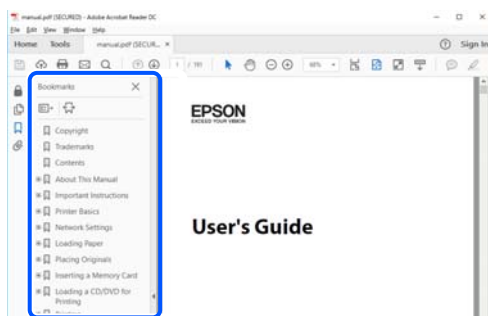 manual.pdf (SECURED) - Adobe Acrobat Reader DC
File Edit View Window Help
Home Tools manual.pdf (SECUR... × Sign In
1 / 191
Bookmarks
Copyright
Trademarks
Contents
About This Manual
Important Instructions
Printer Basics
Network Settings
Loading Paper
Placing Originals
Inserting a Memory Card
Loading a CD/DVD for
Printing
EPSON
EXCEED YOUR VISION
User's Guide